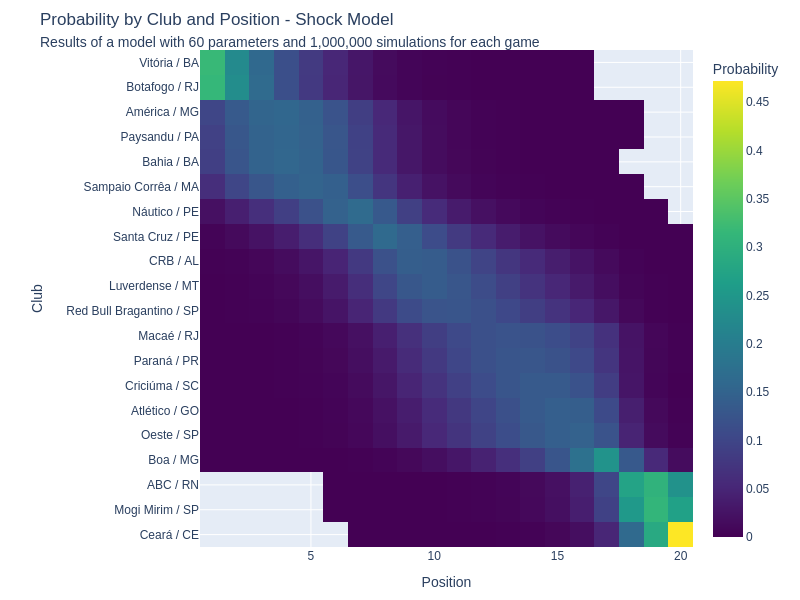 Probability by Club and Position - Shock Model
Results of a model with 60 parameters and 1,000,000 simulations for each game
Probability
Vitória / BA
Botafogo / RJ
América / MG
Paysandu / PA
Bahia / BA
Sampaio Corrêa / MA
Náutico / PE
Santa Cruz / PE
CRB / AL
Luverdense / MT
Red Bull Bragantino / SP
Macaé / RJ
Paraná / PR
Criciúma / SC
Atlético / GO
Oeste / SP
Boa / MG
ABC / RN
Mogi Mirim / SP
Ceará / CE
Club
0.45
0.4
0.35
0.3
0.25
0.2
0.15
0.1
0.05
0
5
10
15
20
Position